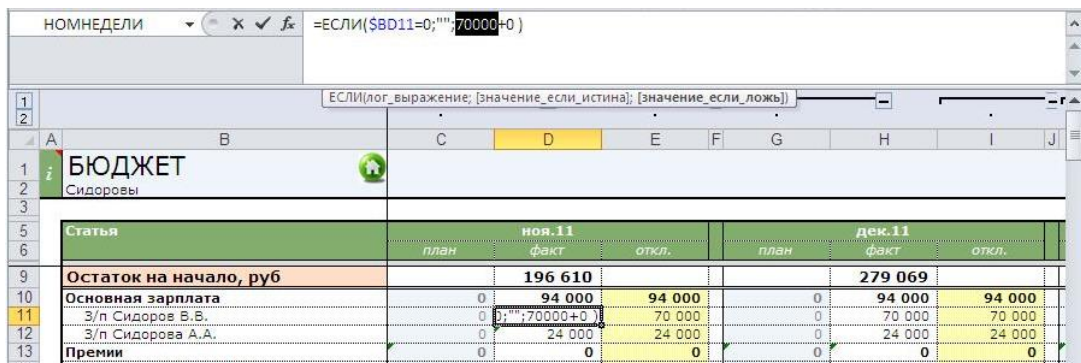 НОМНЕДЕЛИ fx =ЕСЛИ($BD11=0;"";70000+0 )
ЕСЛИ(лог_выражение; [значение_если_истина]; [значение_если_ложь])
1
2
A B C D E F G H I J
1 i БЮДЖЕТ
2 Сидоровы
3
5 Статья ноя.11 дек.11
6 план факт откл. план факт откл.
9 Остаток на начало, руб 196 610 279 069
10 Основная зарплата 0 94 000 94 000 0 94 000 94 000
11 З/п Сидоров В.В. 0 0;"";70000+0 ) 70 000 0 70 000 70 000
12 З/п Сидорова А.А. 0 24 000 24 000 0 24 000 24 000
13 Премии 0 0 0 0 0 0